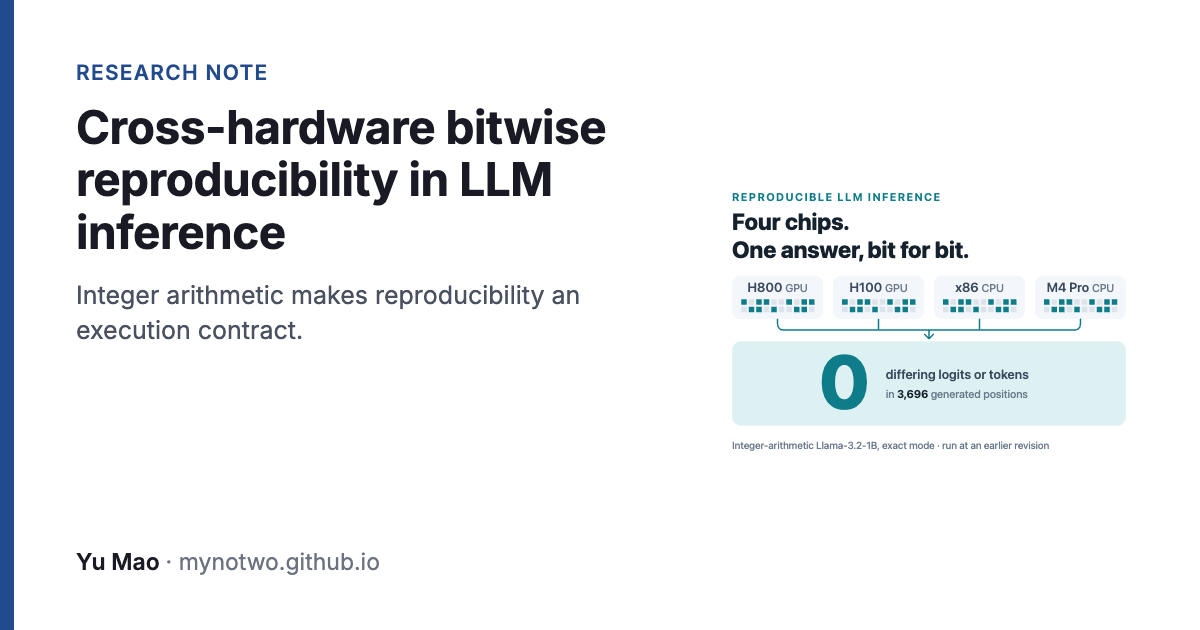 RESEARCH NOTE
Cross-hardware bitwise
reproducibility in LLM
inference
Integer arithmetic makes reproducibility an
execution contract.
REPRODUCIBLE LLM INFERENCE
Four chips.
One answer, bit for bit.
H800 GPU
H100 GPU
x86 CPU
M4 Pro CPU
0
differing logits or tokens
in 3,696 generated positions
Integer-arithmetic Llama-3.2-1B, exact mode · run at an earlier revision
Yu Mao · mynotwo.github.io